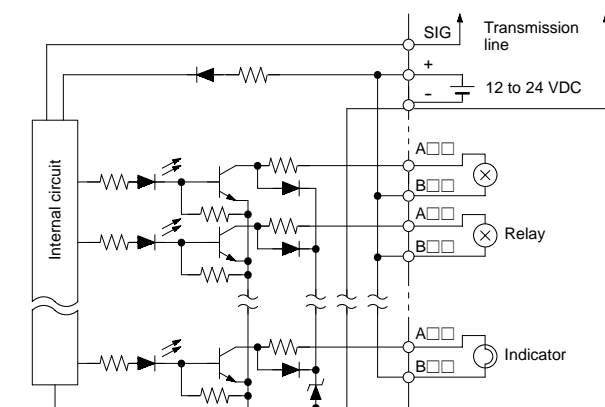 SIG
Transmission
line
+
-
12 to 24 VDC
Internal circuit
A□□
B□□
A□□
B□□
Relay
A□□
B□□
Indicator